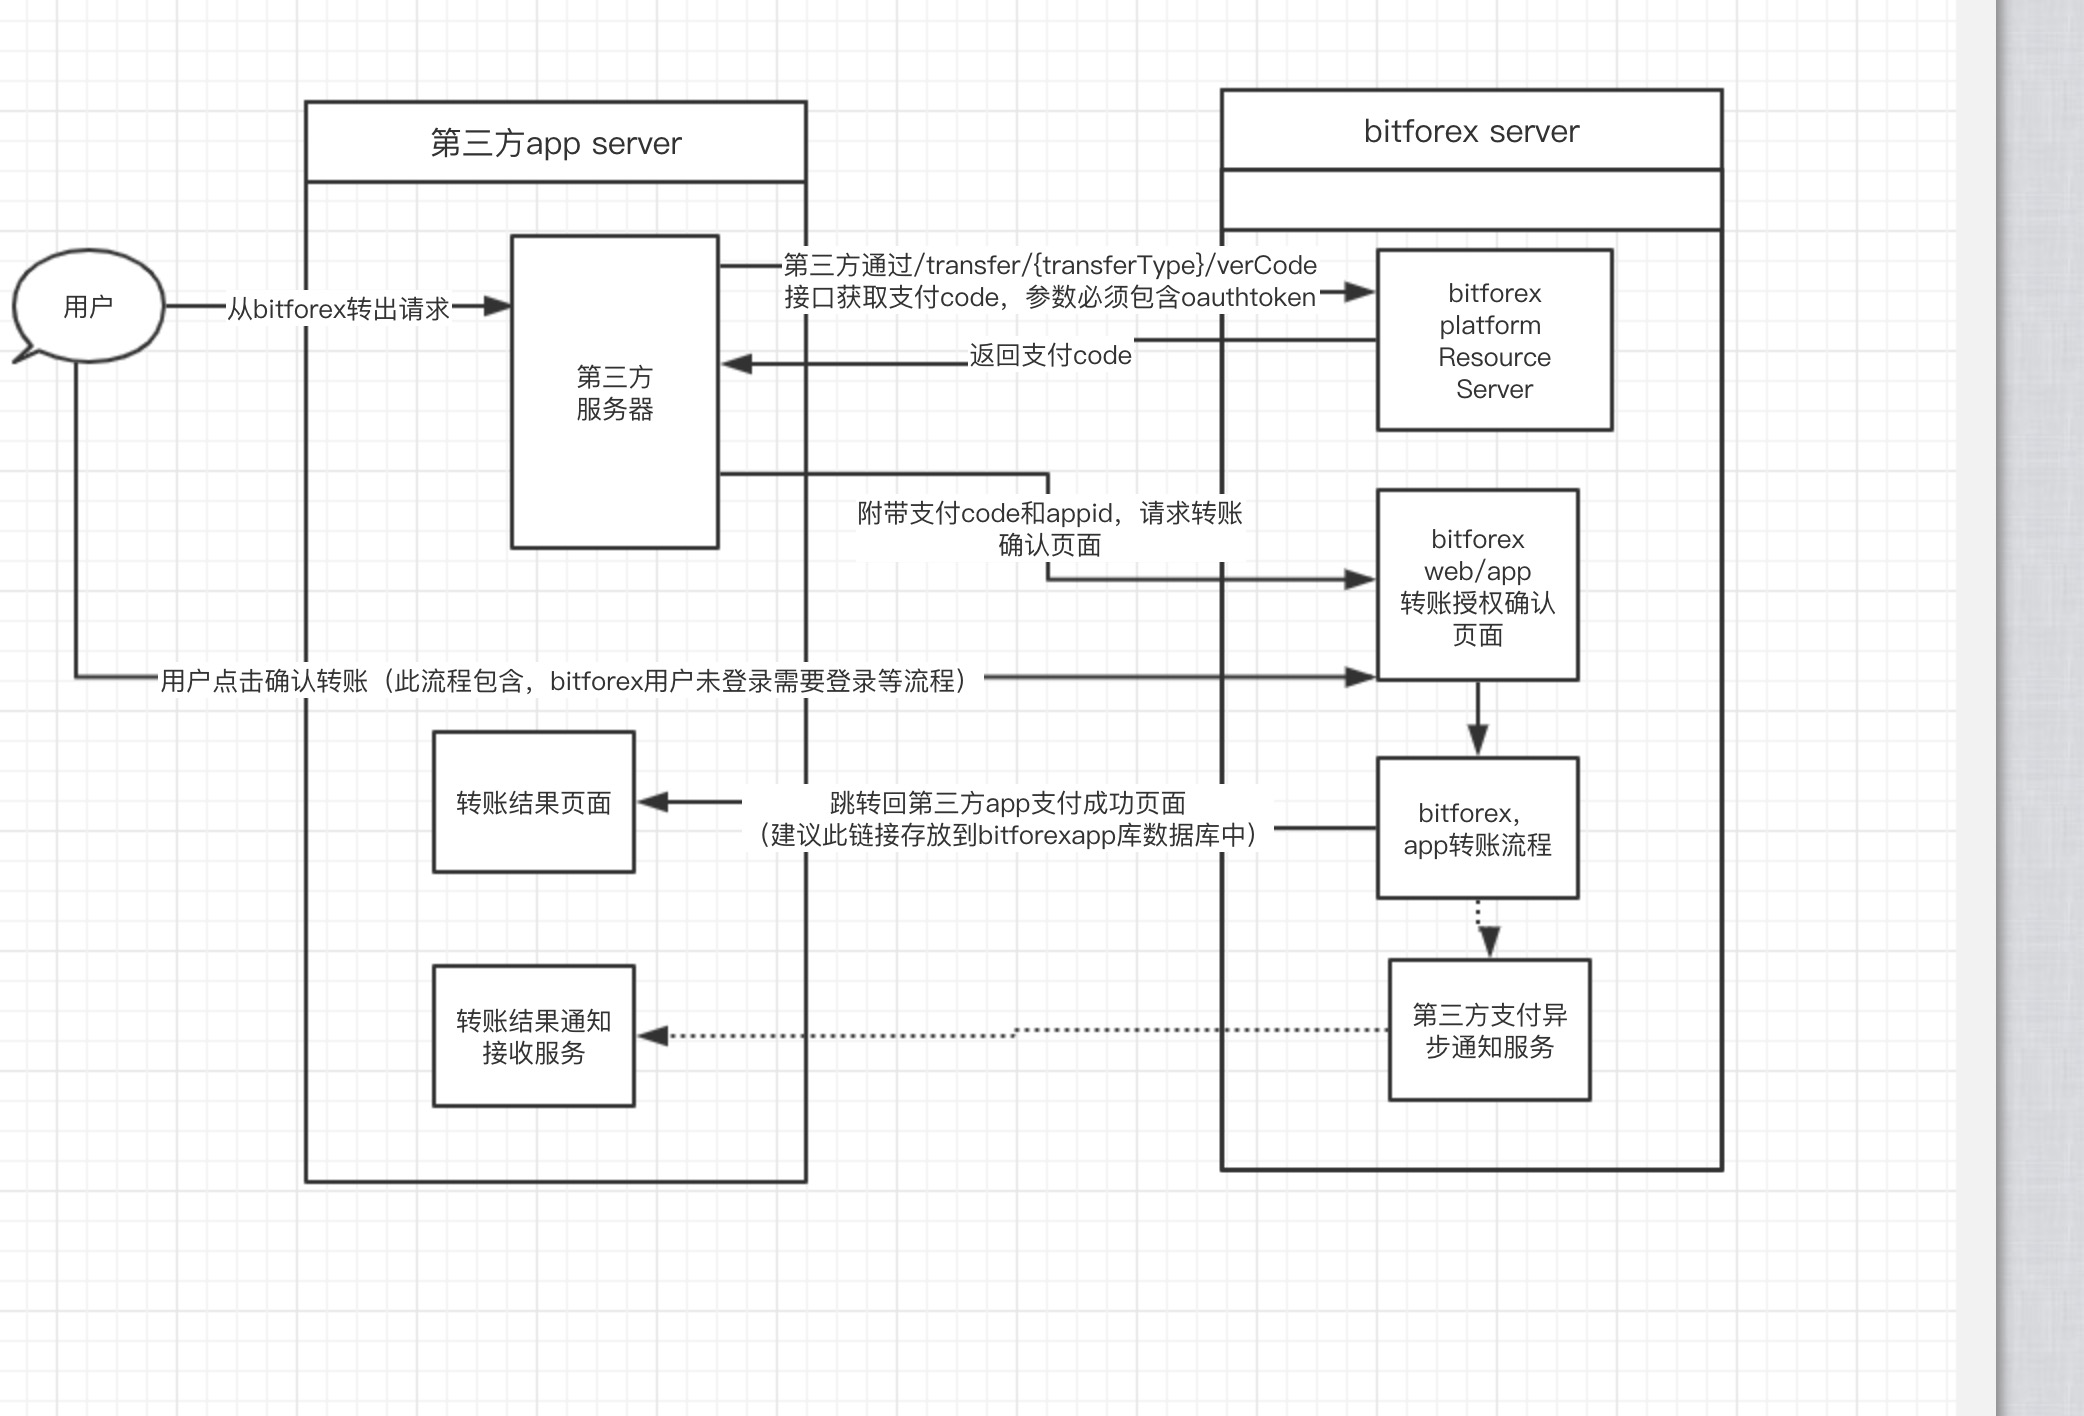 第三方app server
bitforex server
用户
从bitforex转出请求
第三方
服务器
第三方通过/transfer/{transferType}/verCode
接口获取支付code，参数必须包含oauthtoken
返回支付code
bitforex
platform
Resource
Server
附带支付code和appid，请求转账
确认页面
bitforex
web/app
转账授权确认
页面
用户点击确认转账（此流程包含，bitforex用户未登录需要登录等流程）
转账结果页面
跳转回第三方app支付成功页面
（建议此链接存放到bitforexapp库数据库中）
bitforex，
app转账流程
转账结果通知
接收服务
第三方支付异
步通知服务